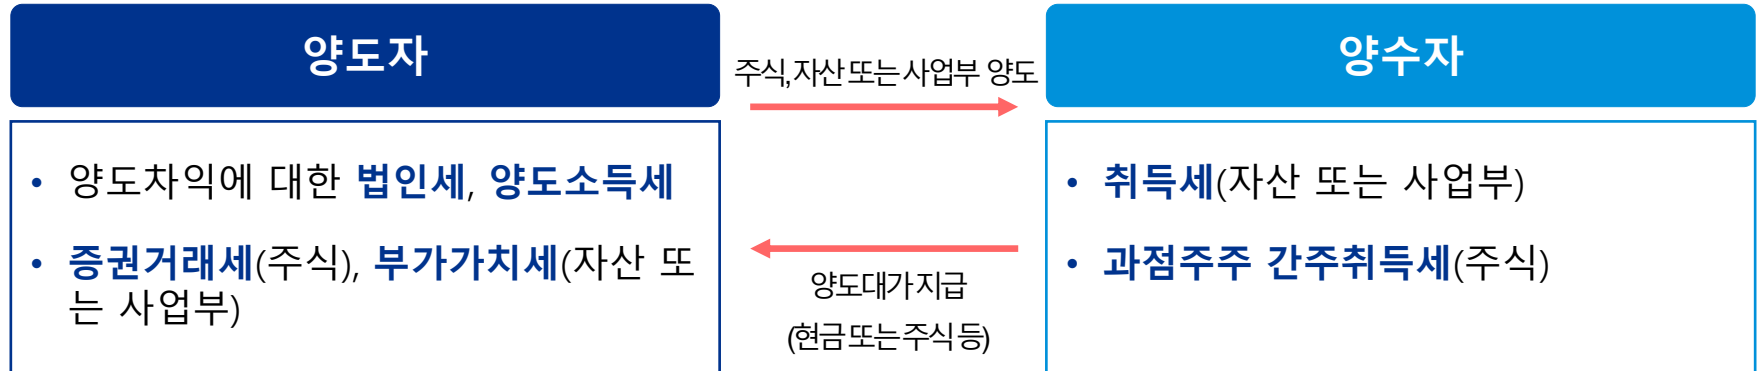 양도자
• 양도차익에 대한 법인세, 양도소득세
• 증권거래세(주식), 부가가치세(자산 또
는 사업부)
주식, 자산 또는 사업부 양도
양도대가 지급
(현금 또는 주식 등)
양수자
• 취득세(자산 또는 사업부)
• 과점주주 간주취득세(주식)